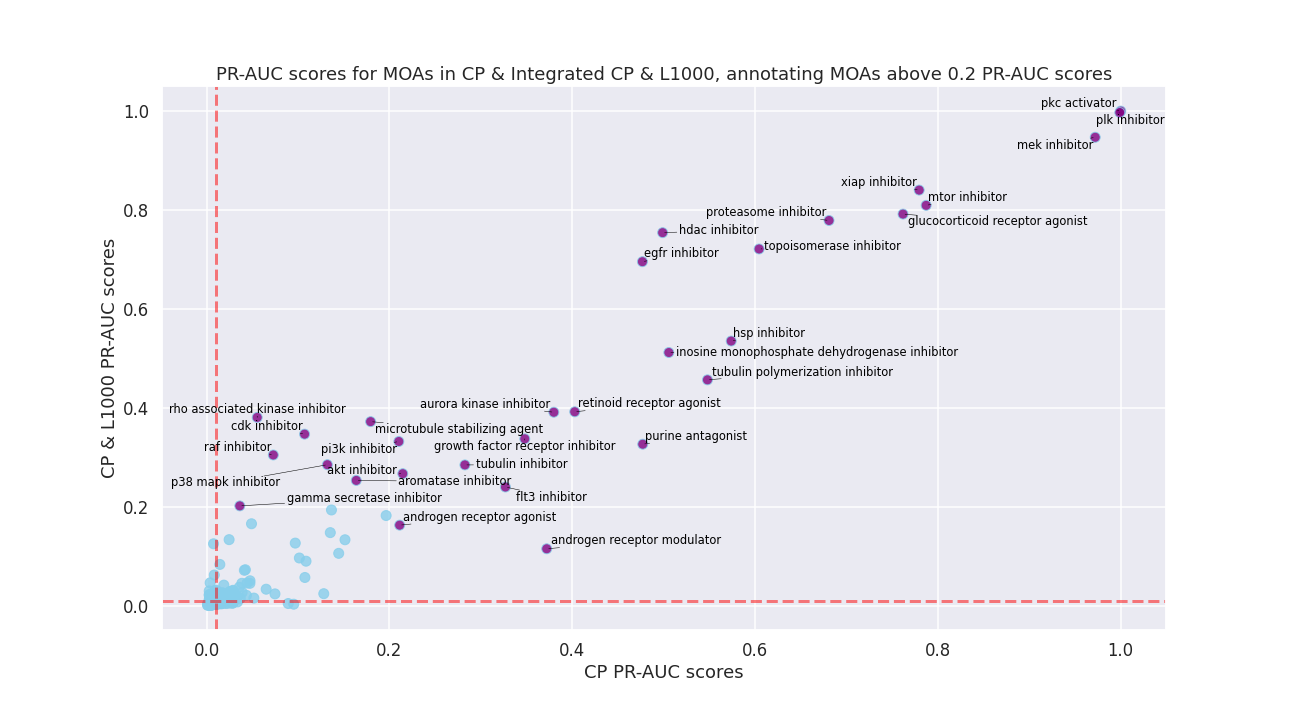 PR-AUC scores for MOAs in CP & Integrated CP & L1000, annotating MOAs above 0.2 PR-AUC scores
CP & L1000 PR-AUC scores
1.0
0.8
0.6
0.4
0.2
0.0
pkc activator
plk inhibitor
mek inhibitor
xiap inhibitor
mtor inhibitor
proteasome inhibitor
glucocorticoid receptor agonist
hdac inhibitor
topoisomerase inhibitor
egfr inhibitor
hsp inhibitor
inosine monophosphate dehydrogenase inhibitor
tubulin polymerization inhibitor
aurora kinase inhibitor
retinoid receptor agonist
rho associated kinase inhibitor
cdk inhibitor
microtubule stabilizing agent
purine antagonist
raf inhibitor
pi3k inhibitor
growth factor receptor inhibitor
akt inhibitor
tubulin inhibitor
p38 mapk inhibitor
aromatase inhibitor
gamma secretase inhibitor
flt3 inhibitor
androgen receptor agonist
androgen receptor modulator
0.0
0.2
0.4
0.6
0.8
1.0
CP PR-AUC scores